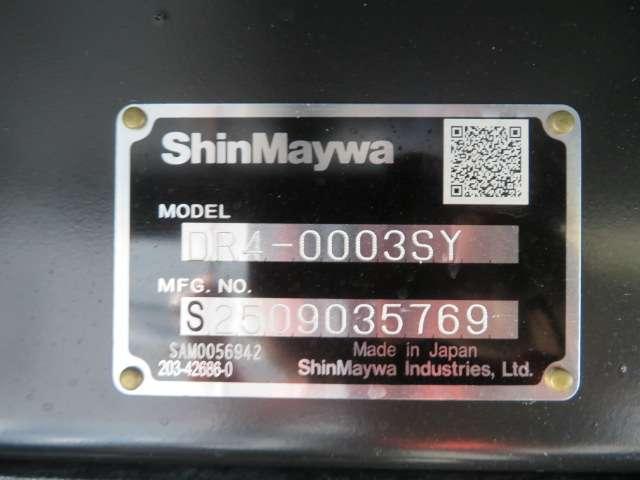 ShinMaywa
MODEL
DR4-0003SY
MFG. NO.
S2509035769
SAM0056942
Made in Japan
203-42686-0
ShinMaywa Industries, Ltd.